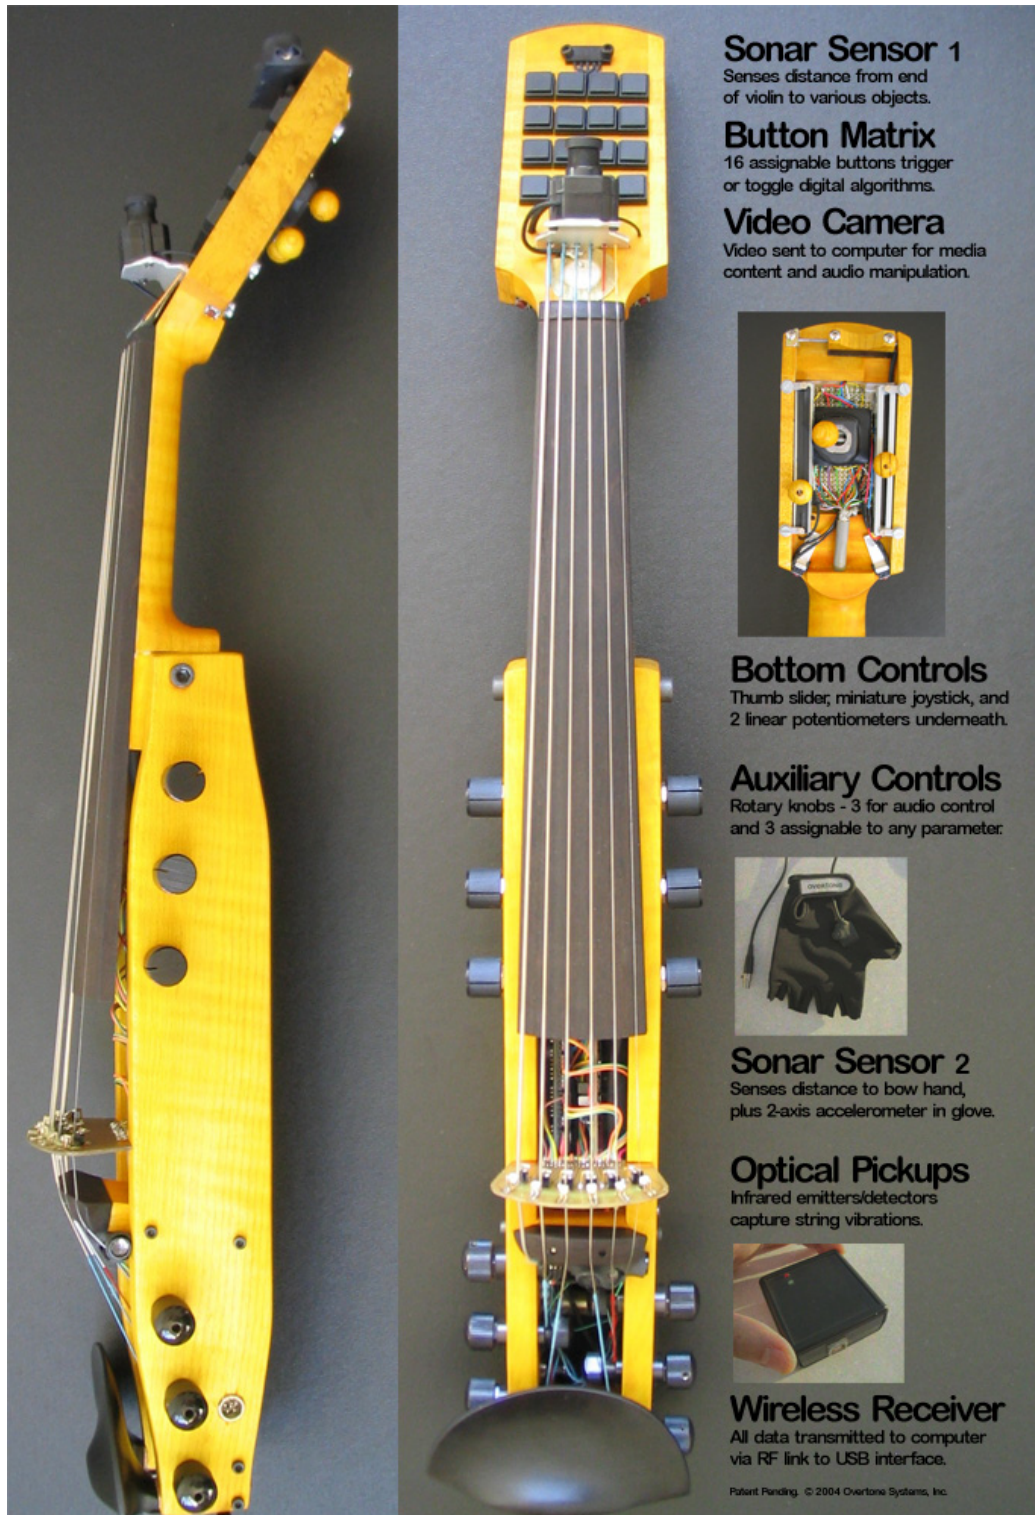 Sonar Sensor 1
Senses distance from end
of violin to various objects.
Button Matrix
16 assignable buttons trigger
or toggle digital algorithms.
Video Camera
Video sent to computer for media
content and audio manipulation.
Bottom Controls
Thumb slider, miniature joystick, and
2 linear potentiometers underneath.
Auxiliary Controls
Rotary knobs - 3 for audio control
and 3 assignable to any parameter.
OVERTONE
Sonar Sensor 2
Senses distance to bow hand,
plus 2-axis accelerometer in glove.
Optical Pickups
Infrared emitters/detectors
capture string vibrations.
Wireless Receiver
All data transmitted to computer
via RF link to USB interface.
Patent Pending. © 2004 Overtone Systems, Inc.